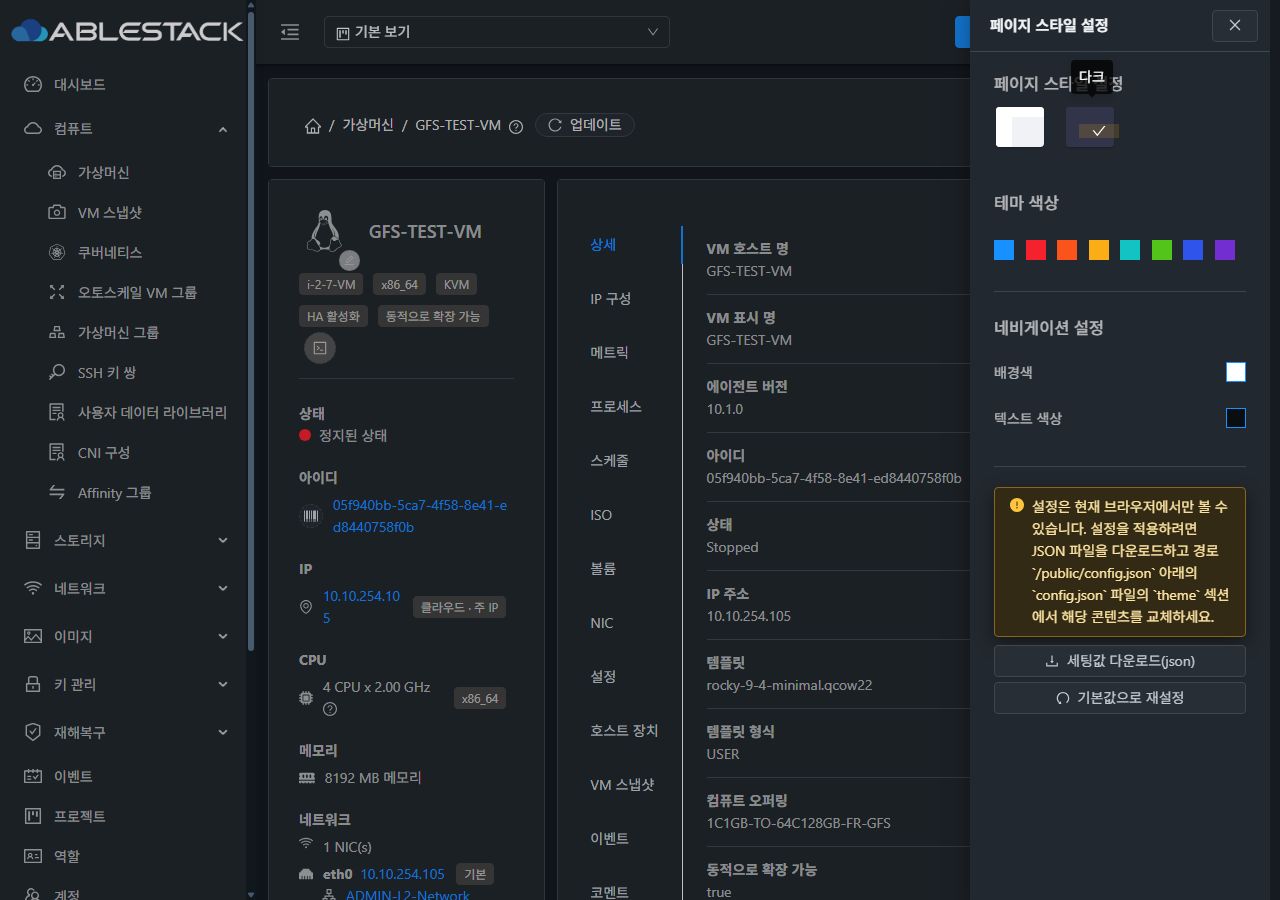 ABLESTACK
대시보드
컴퓨트
가상머신
VM 스냅샷
쿠버네티스
오토스케일 VM 그룹
가상머신 그룹
SSH 키 쌍
사용자 데이터 라이브러리
CNI 구성
Affinity 그룹
스토리지
네트워크
이미지
키 관리
재해복구
이벤트
프로젝트
역할
계정
기본 보기
/ 가상머신 / GFS-TEST-VM
업데이트
GFS-TEST-VM
i-2-7-VM x86_64 KVM
HA 활성화 동적으로 확장 가능
상태
정지된 상태
아이디
05f940bb-5ca7-4f58-8e41-e
d8440758f0b
IP
10.10.254.10
5
클라우드 · 주 IP
CPU
4 CPU x 2.00 GHz
x86_64
메모리
8192 MB 메모리
네트워크
1 NIC(s)
eth0 10.10.254.105 기본
ADMIN-L2-Network
상세
IP 구성
메트릭
프로세스
스케줄
ISO
볼륨
NIC
설정
호스트 장치
VM 스냅샷
이벤트
코멘트
VM 호스트 명
GFS-TEST-VM
VM 표시 명
GFS-TEST-VM
에이전트 버전
10.1.0
아이디
05f940bb-5ca7-4f58-8e41-ed8440758f0b
상태
Stopped
IP 주소
10.10.254.105
템플릿
rocky-9-4-minimal.qcow22
템플릿 형식
USER
컴퓨트 오퍼링
1C1GB-TO-64C128GB-FR-GFS
동적으로 확장 가능
true
페이지 스타일 설정
다크
페이지 스타일 설정
테마 색상
네비게이션 설정
배경색
텍스트 색상
설정은 현재 브라우저에서만 볼 수
있습니다. 설정을 적용하려면
JSON 파일을 다운로드하고 경로
`/public/config.json` 아래의
`config.json` 파일의 `theme` 섹션
에서 해당 콘텐츠를 교체하세요.
세팅값 다운로드(json)
기본값으로 재설정